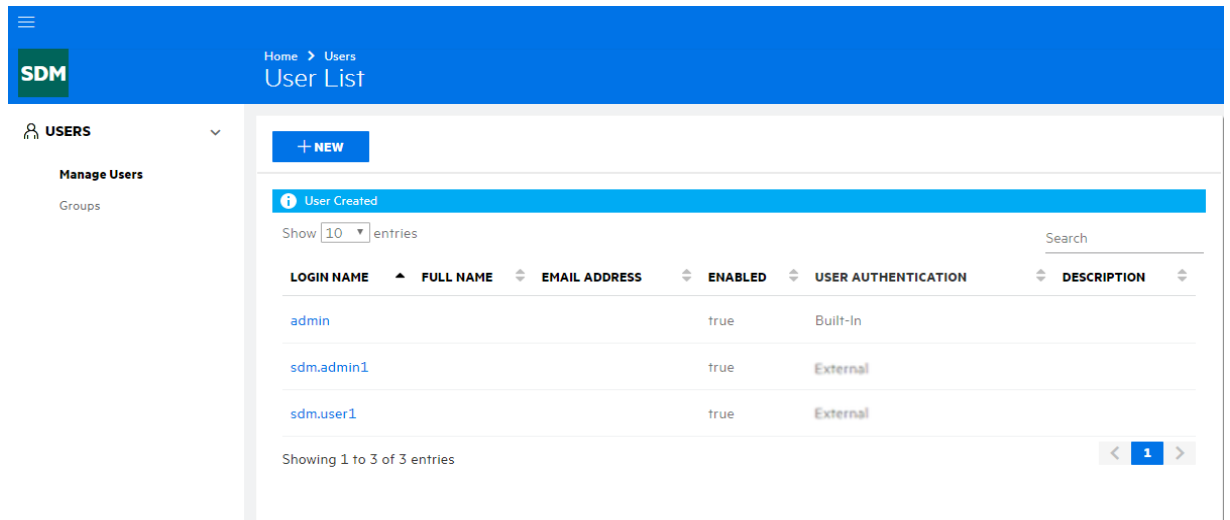 SDM
Home > Users
User List
USERS
Manage Users
Groups
+ NEW
User Created
Show 10 entries
Search
LOGIN NAME FULL NAME EMAIL ADDRESS ENABLED USER AUTHENTICATION DESCRIPTION
admin true Built-In
sdm.admin1 true External
sdm.user1 true External
Showing 1 to 3 of 3 entries
< 1 >